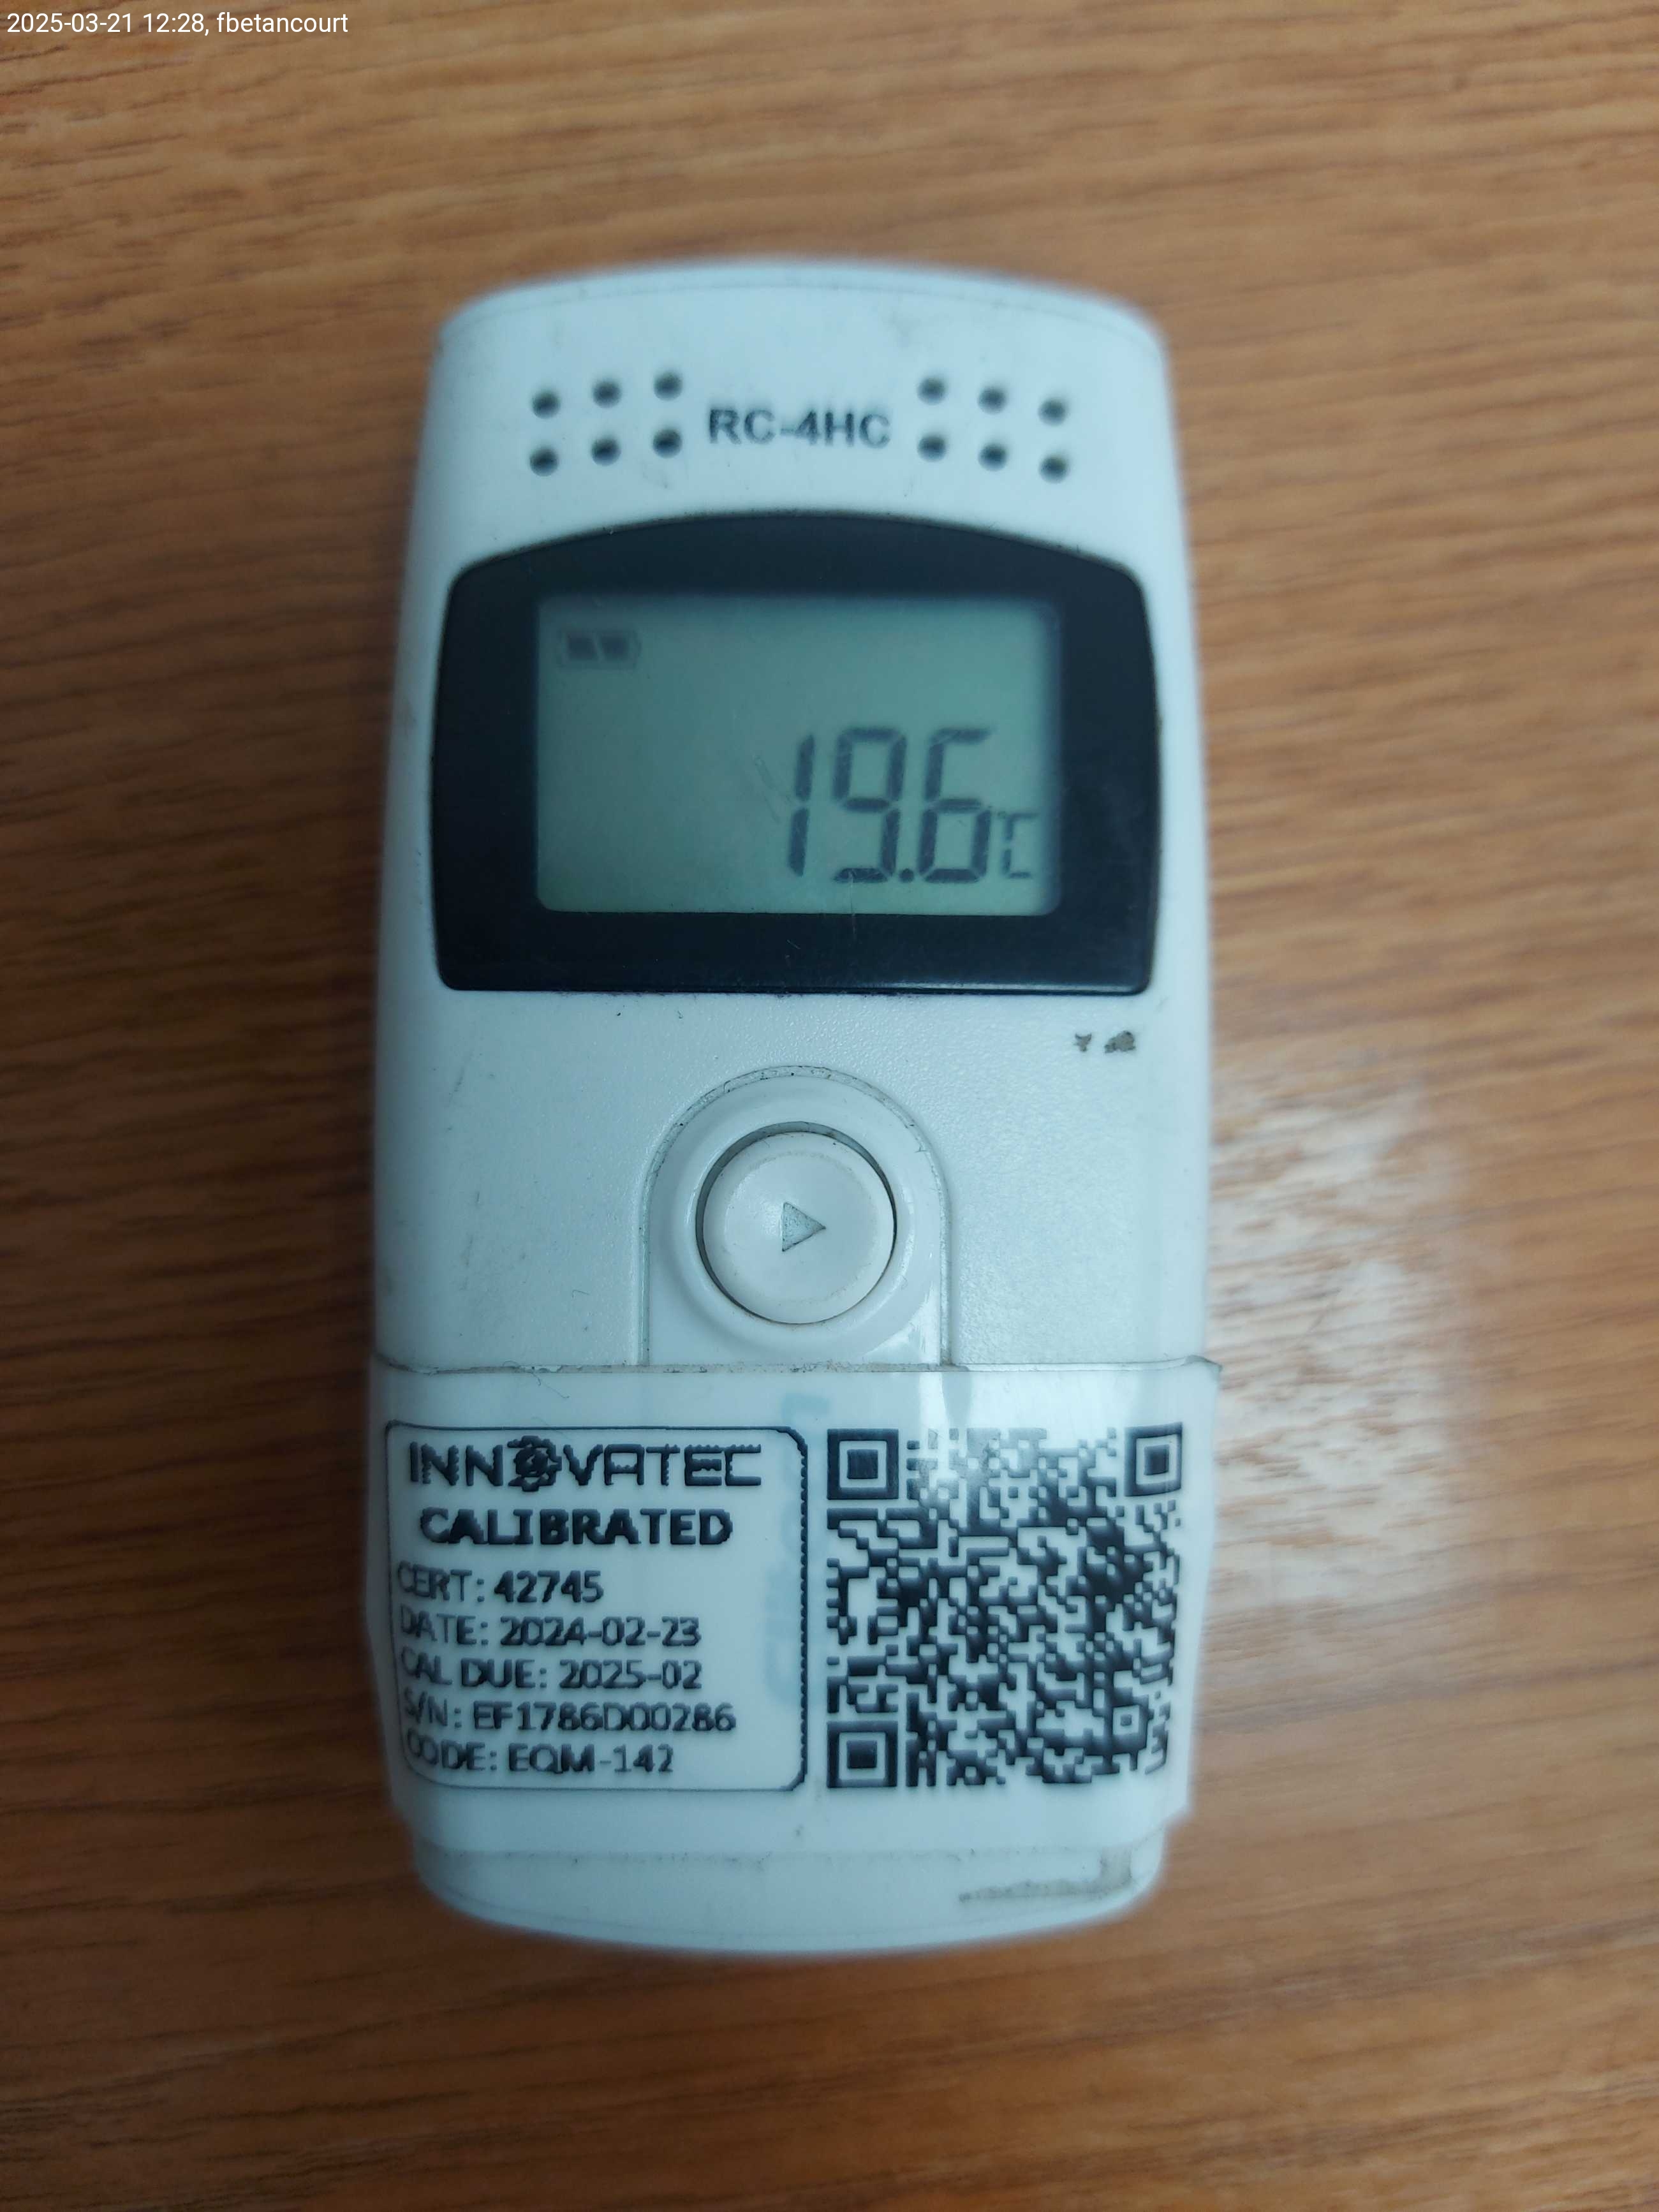 2025-03-21 12:28, fbetancourt
RC-4HC
19.6°C
INNOVATEC
CALIBRATED
CERT: 42745
DATE: 2024-02-23
CAL DUE: 2025-02
S/N: EF1786D00286
CODE: EQM-142